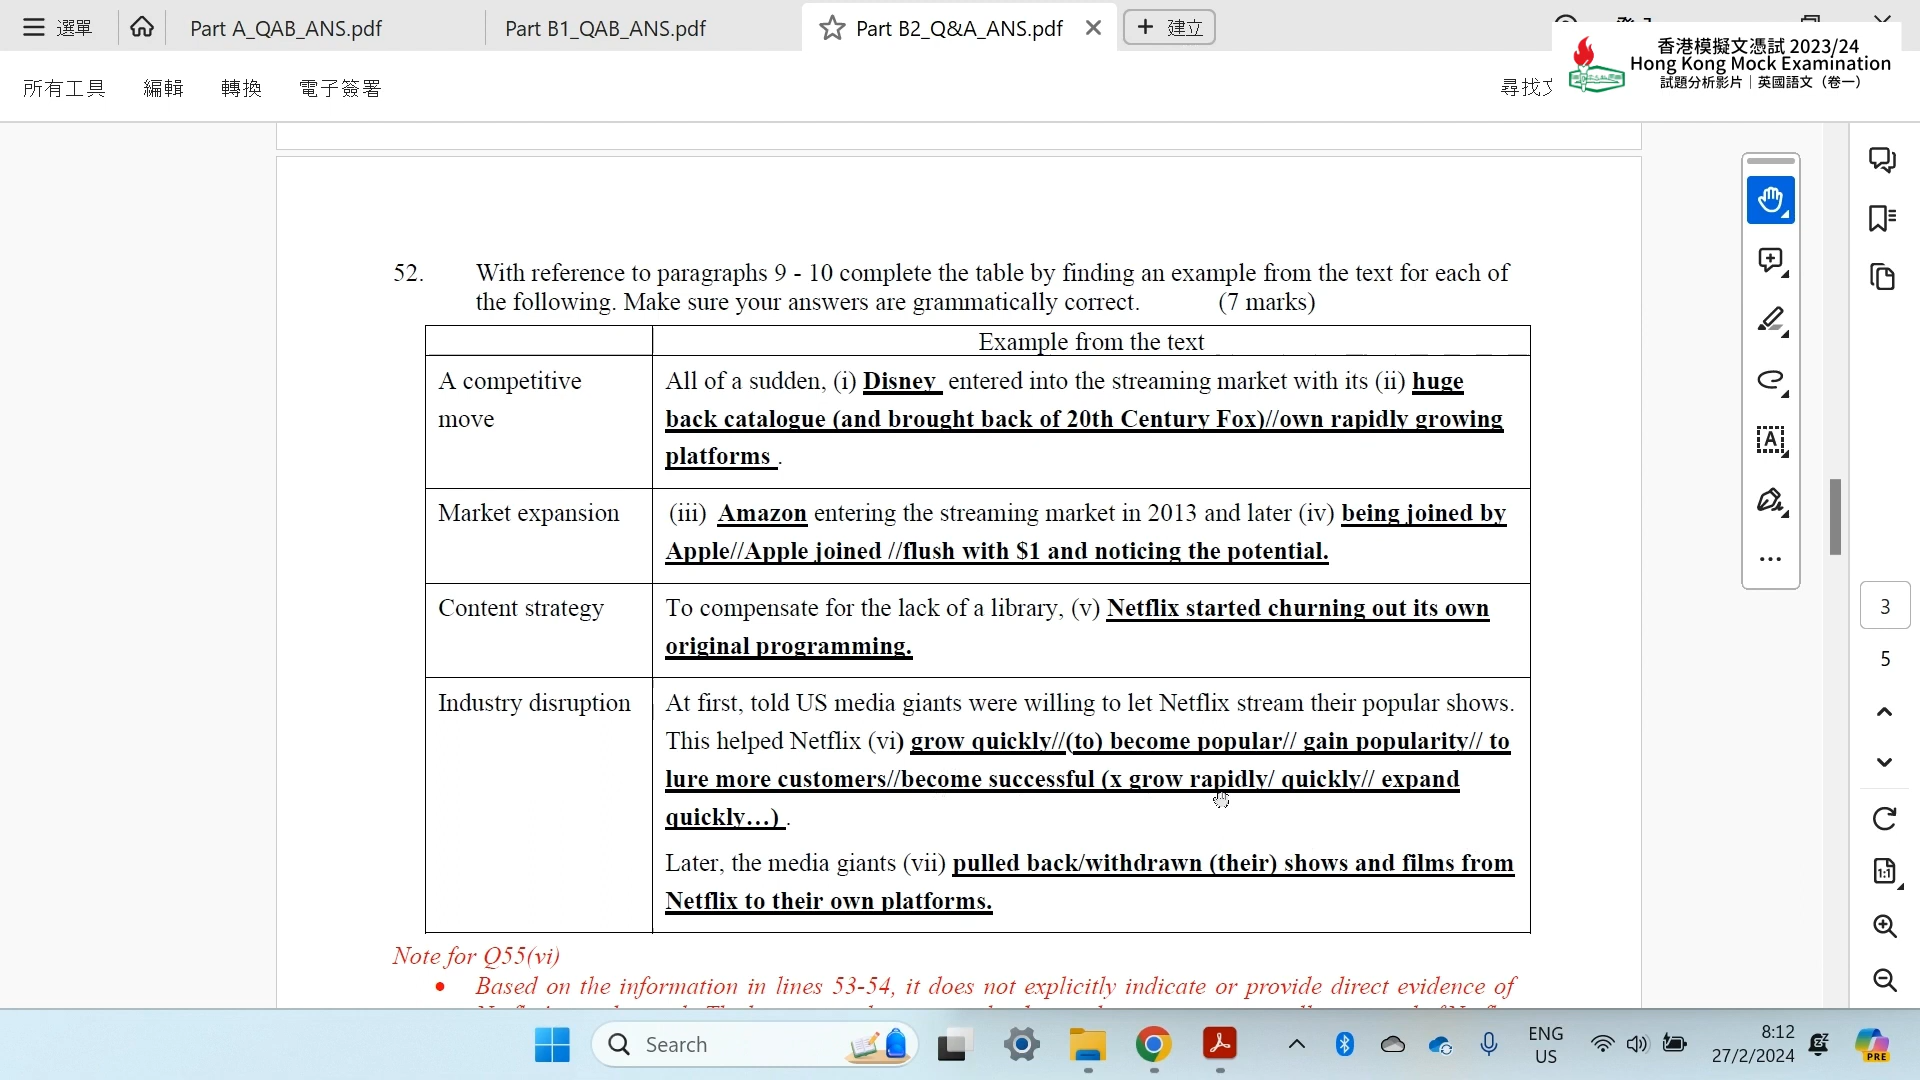 選單
Part A_QAB_ANS.pdf
Part B1_QAB_ANS.pdf
Part B2_Q&A_ANS.pdf
建立
所有工具
編輯
轉換
電子簽署
尋找文
香港模擬文憑試 2023/24
Hong Kong Mock Examination
試題分析影片｜英國語文（卷一）
52. With reference to paragraphs 9 - 10 complete the table by finding an example from the text for each of
the following. Make sure your answers are grammatically correct. (7 marks)
Example from the text
A competitive
move
All of a sudden, (i) Disney entered into the streaming market with its (ii) huge
back catalogue (and brought back of 20th Century Fox)//own rapidly growing
platforms .
Market expansion
(iii) Amazon entering the streaming market in 2013 and later (iv) being joined by
Apple//Apple joined //flush with $1 and noticing the potential.
Content strategy
To compensate for the lack of a library, (v) Netflix started churning out its own
original programming.
Industry disruption
At first, told US media giants were willing to let Netflix stream their popular shows.
This helped Netflix (vi) grow quickly//(to) become popular// gain popularity// to
lure more customers//become successful (x grow rapidly/ quickly// expand
quickly…) .
Later, the media giants (vii) pulled back/withdrawn (their) shows and films from
Netflix to their own platforms.
Note for Q55(vi)
• Based on the information in lines 53-54, it does not explicitly indicate or provide direct evidence of
3
5
1:1
Search
ENG
US
8:12
27/2/2024
PRE